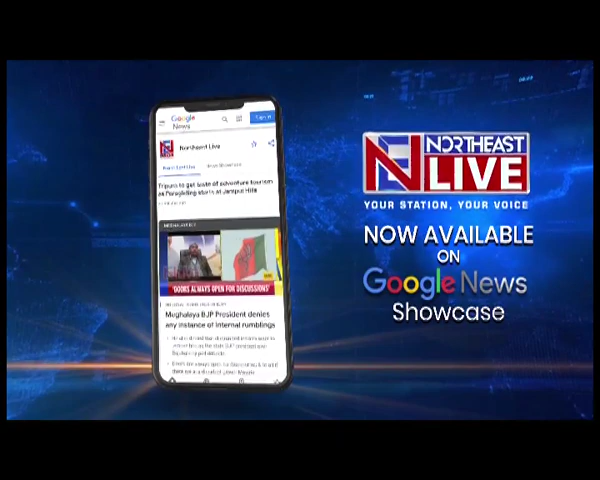 Google
News
Sign in
Northeast Live
Tripura to get taste of adventure tourism
as Paragliding starts at Jampui Hills
"DOORS ALWAYS OPEN FOR DISCUSSIONS"
Meghalaya BJP President denies
any instance of internal rumblings
NE
NORTHEAST
LIVE
YOUR STATION, YOUR VOICE
NOW AVAILABLE
ON
Google News
Showcase